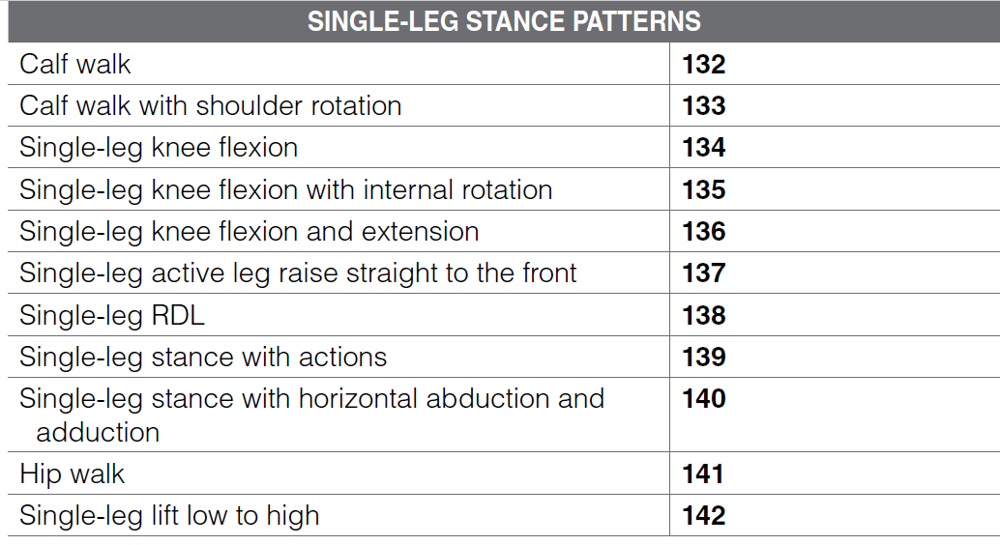 SINGLE-LEG STANCE PATTERNS
Calf walk 132
Calf walk with shoulder rotation 133
Single-leg knee flexion 134
Single-leg knee flexion with internal rotation 135
Single-leg knee flexion and extension 136
Single-leg active leg raise straight to the front 137
Single-leg RDL 138
Single-leg stance with actions 139
Single-leg stance with horizontal abduction and 140
adduction
Hip walk 141
Single-leg lift low to high 142